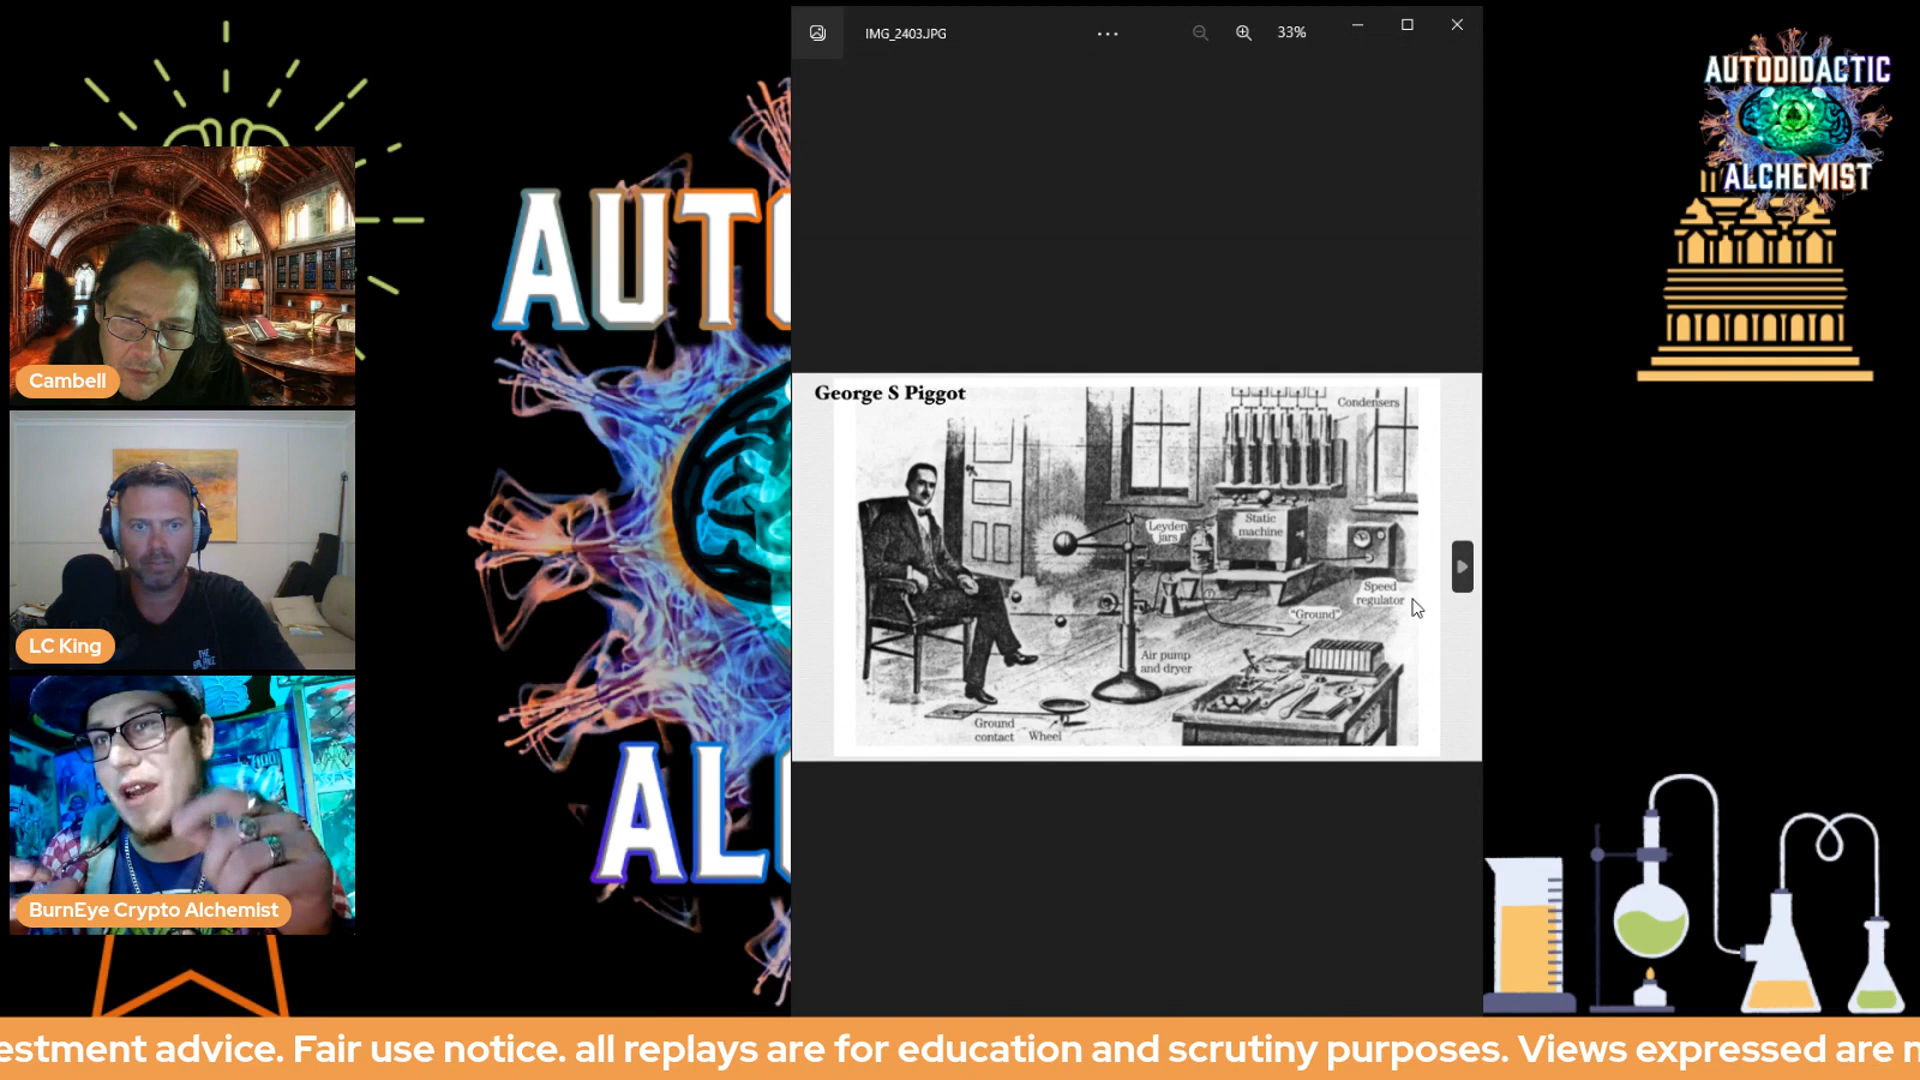 IMG_2403.JPG
33%
AUTODIDACTIC
ALCHEMIST
Cambell
LC King
BurnEye Crypto Alchemist
AUTO
AL
George S Piggot
Condensers
Leyden
jars
Static
machine
Speed
regulator
"Ground"
Air pump
and dryer
Ground
contact
Wheel
estment advice. Fair use notice. all replays are for education and scrutiny purposes. Views expressed are n